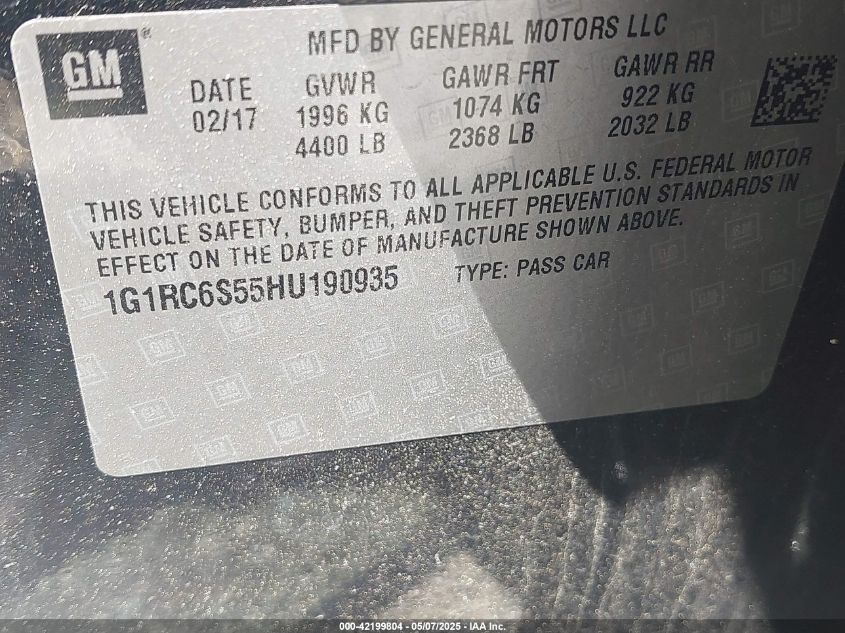 GM ®
MFD BY GENERAL MOTORS LLC
DATE GVWR GAWR FRT GAWR RR
02/17 1996 KG 1074 KG 922 KG
4400 LB 2368 LB 2032 LB
THIS VEHICLE CONFORMS TO ALL APPLICABLE U.S. FEDERAL MOTOR
VEHICLE SAFETY, BUMPER, AND THEFT PREVENTION STANDARDS IN
EFFECT ON THE DATE OF MANUFACTURE SHOWN ABOVE.
1G1RC6S55HU190935 TYPE: PASS CAR
000-42199804 - 05/07/2025 - IAA Inc.